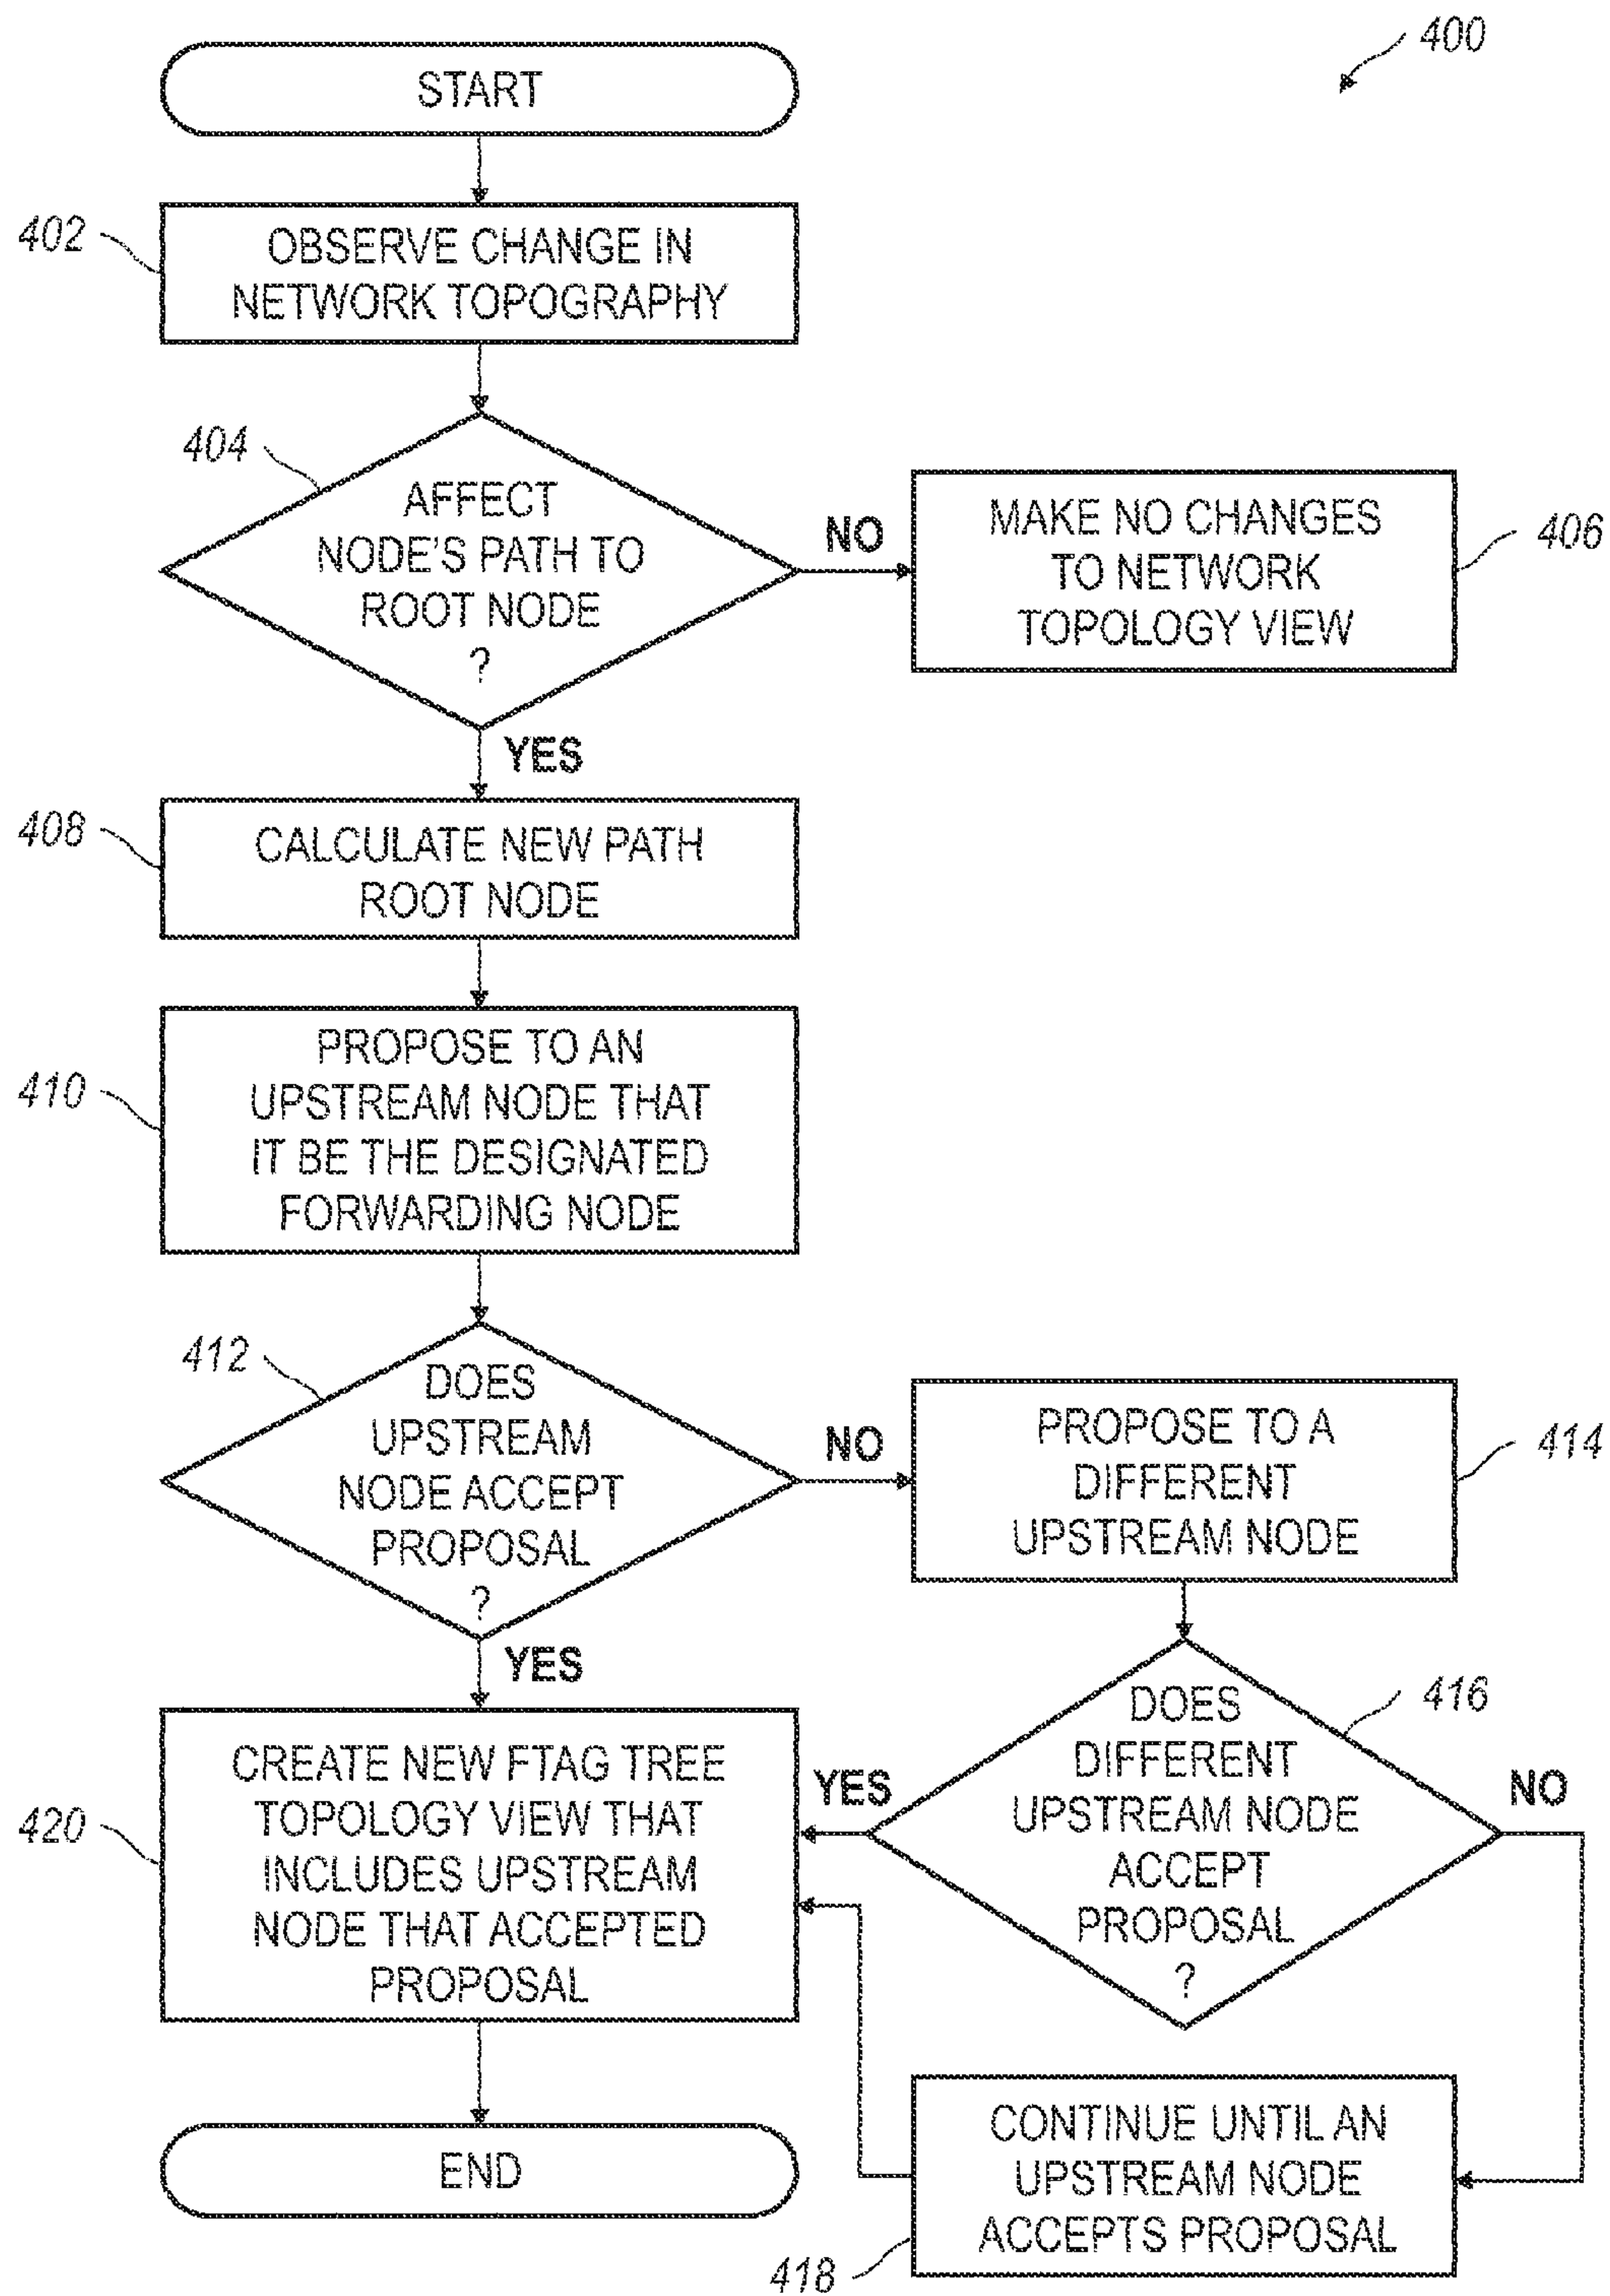 400
START
402
OBSERVE CHANGE IN
NETWORK TOPOGRAPHY
404
AFFECT
NODE'S PATH TO
ROOT NODE
?
NO
MAKE NO CHANGES
TO NETWORK
TOPOLOGY VIEW
406
YES
408
CALCULATE NEW PATH
ROOT NODE
410
PROPOSE TO AN
UPSTREAM NODE THAT
IT BE THE DESIGNATED
FORWARDING NODE
412
DOES
UPSTREAM
NODE ACCEPT
PROPOSAL
?
NO
PROPOSE TO A
DIFFERENT
UPSTREAM NODE
414
YES
416
DOES
DIFFERENT
UPSTREAM NODE
ACCEPT
PROPOSAL
?
YES
NO
420
CREATE NEW FTAG TREE
TOPOLOGY VIEW THAT
INCLUDES UPSTREAM
NODE THAT ACCEPTED
PROPOSAL
CONTINUE UNTIL AN
UPSTREAM NODE
ACCEPTS PROPOSAL
418
END